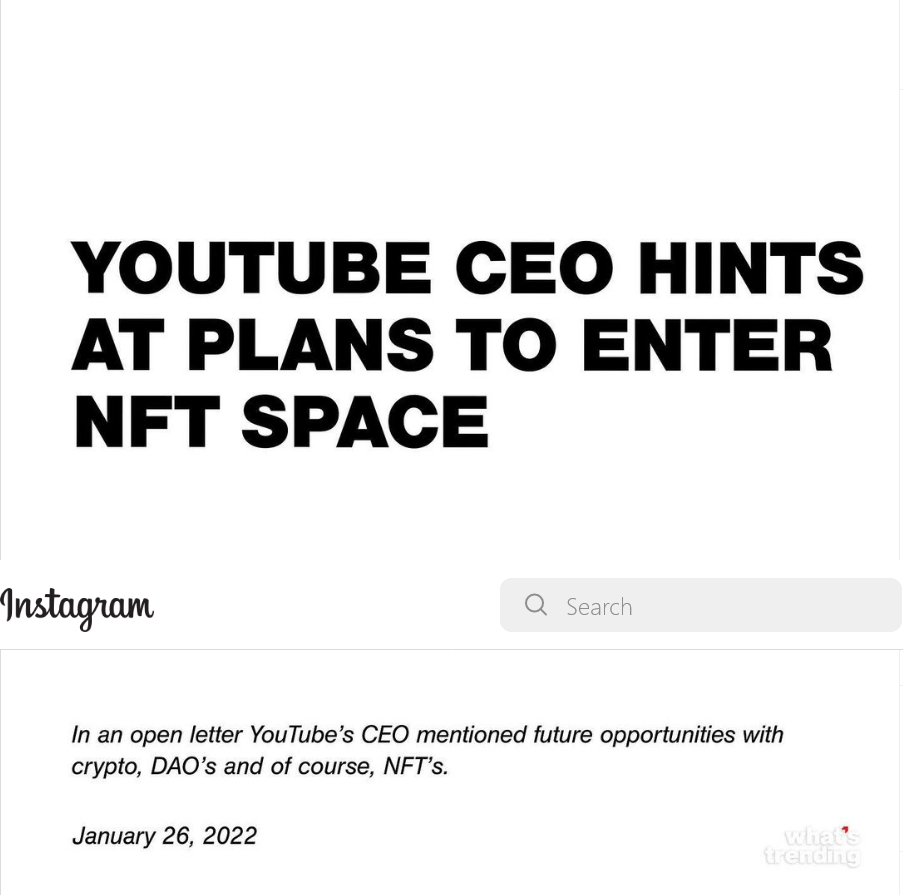 YOUTUBE CEO HINTS
AT PLANS TO ENTER
NFT SPACE
Instagram
Search
In an open letter YouTube's CEO mentioned future opportunities with
crypto, DAO's and of course, NFT's.
January 26, 2022
what's
trending